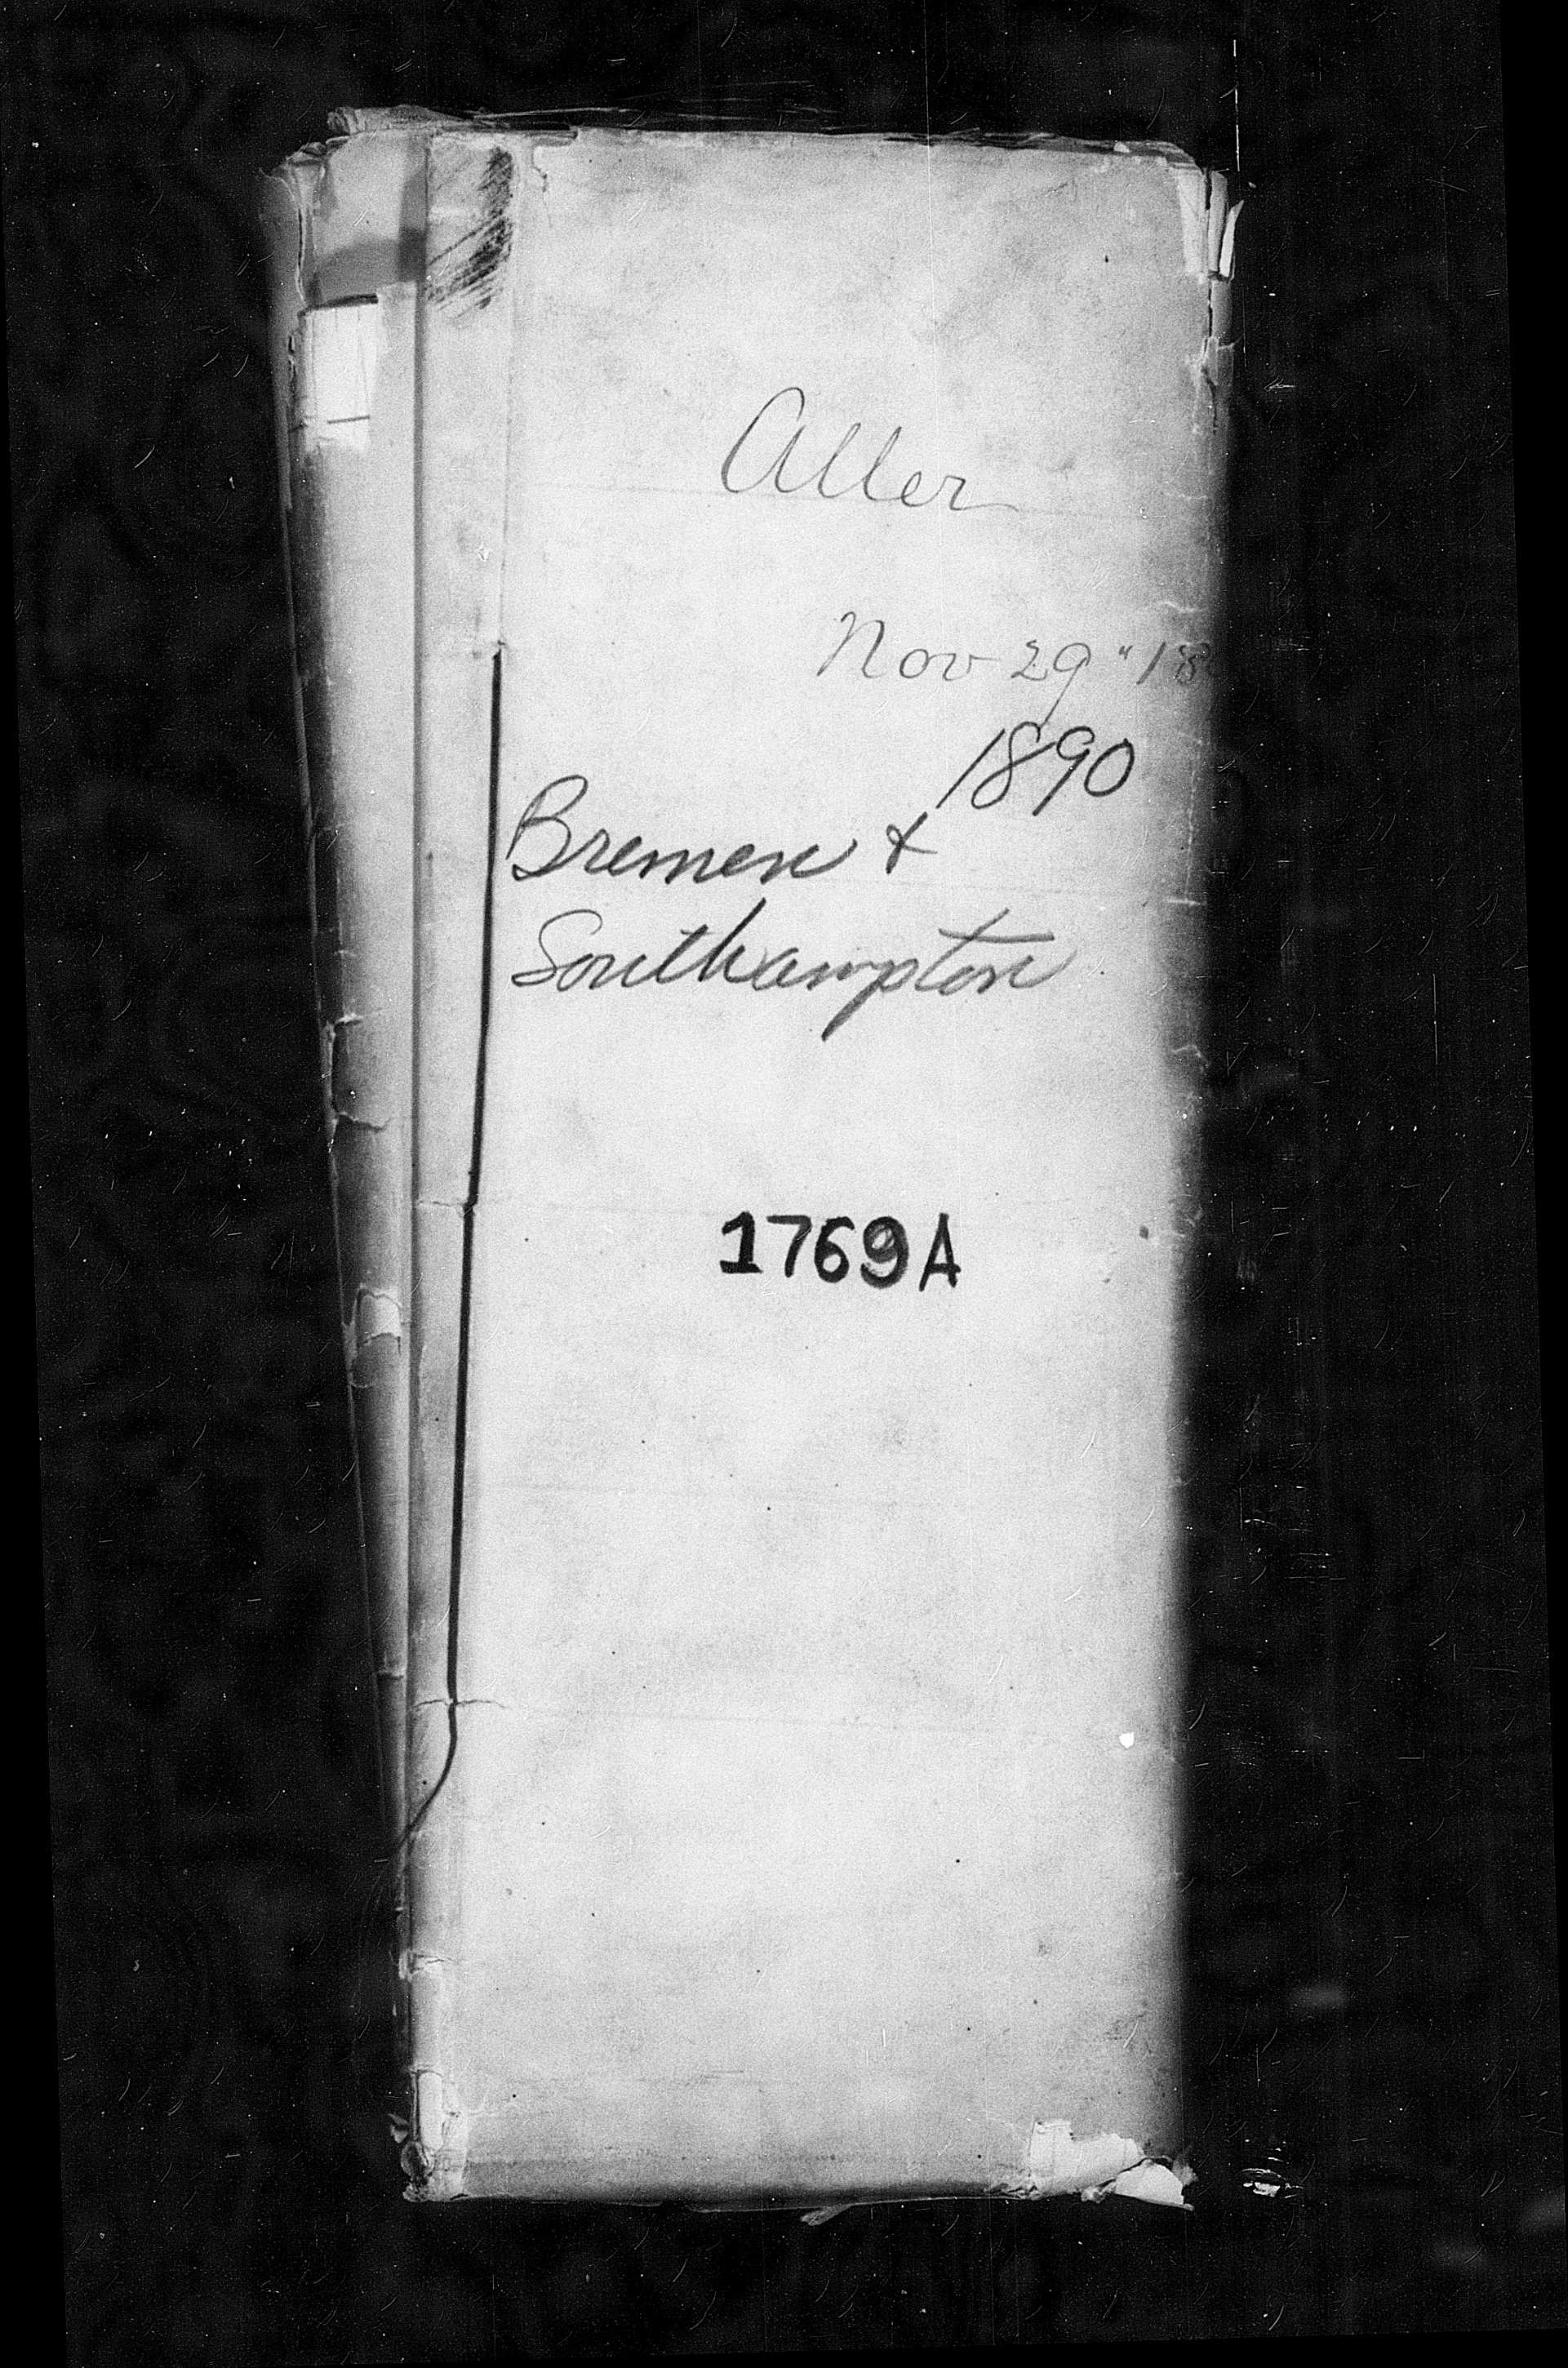 Aller
Nov 29" 18
1890
Bremen &
Southampton
1769A